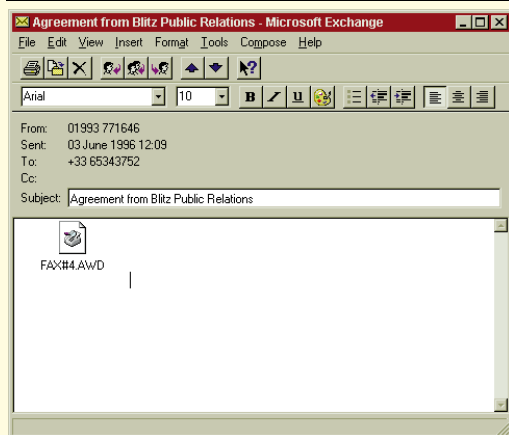 Agreement from Blitz Public Relations - Microsoft Exchange
File Edit View Insert Format Tools Compose Help
Arial 10 B I U
From: 01993 771646
Sent: 03 June 1996 12:09
To: +33 65343752
Cc:
Subject: Agreement from Blitz Public Relations
FAX#4.AWD